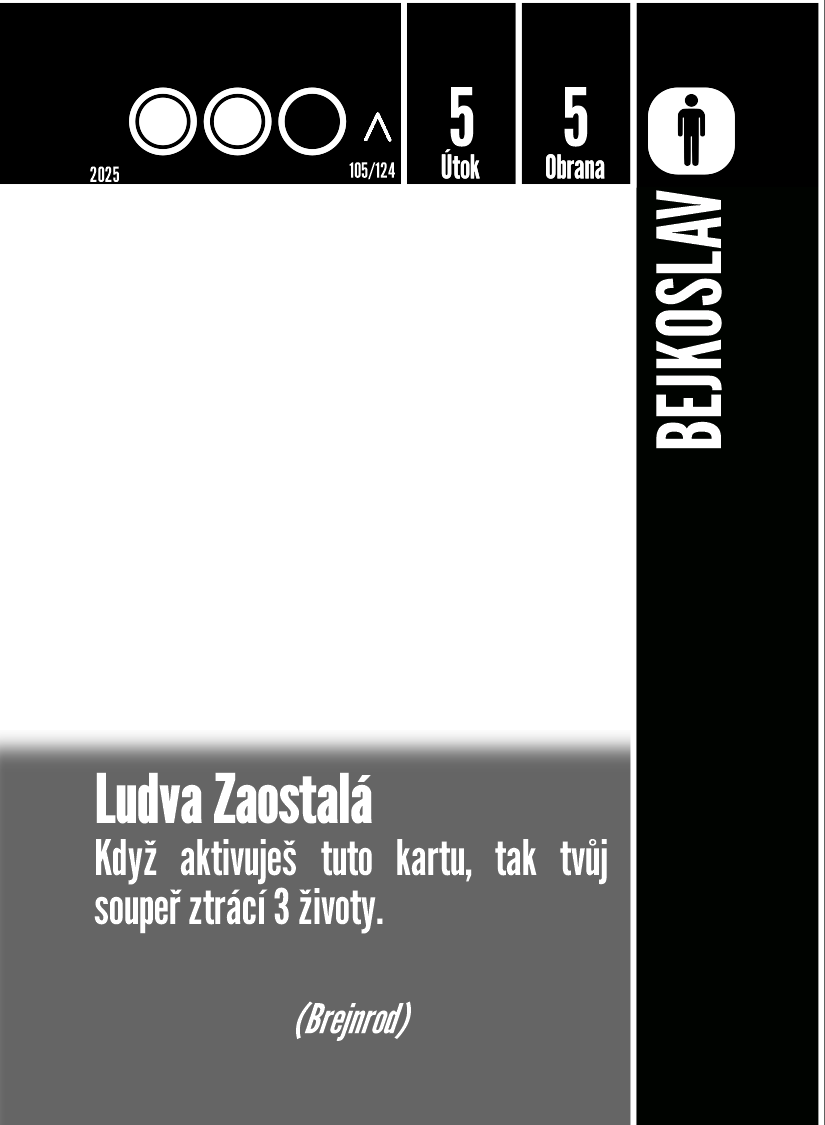 2025
105/124
5
Útok
5
Obrana
BEJKOSLAV
Ludva Zaostalá
Když aktivuješ tuto kartu, tak tvůj
soupeř ztrácí 3 životy.
(Brejnrod)